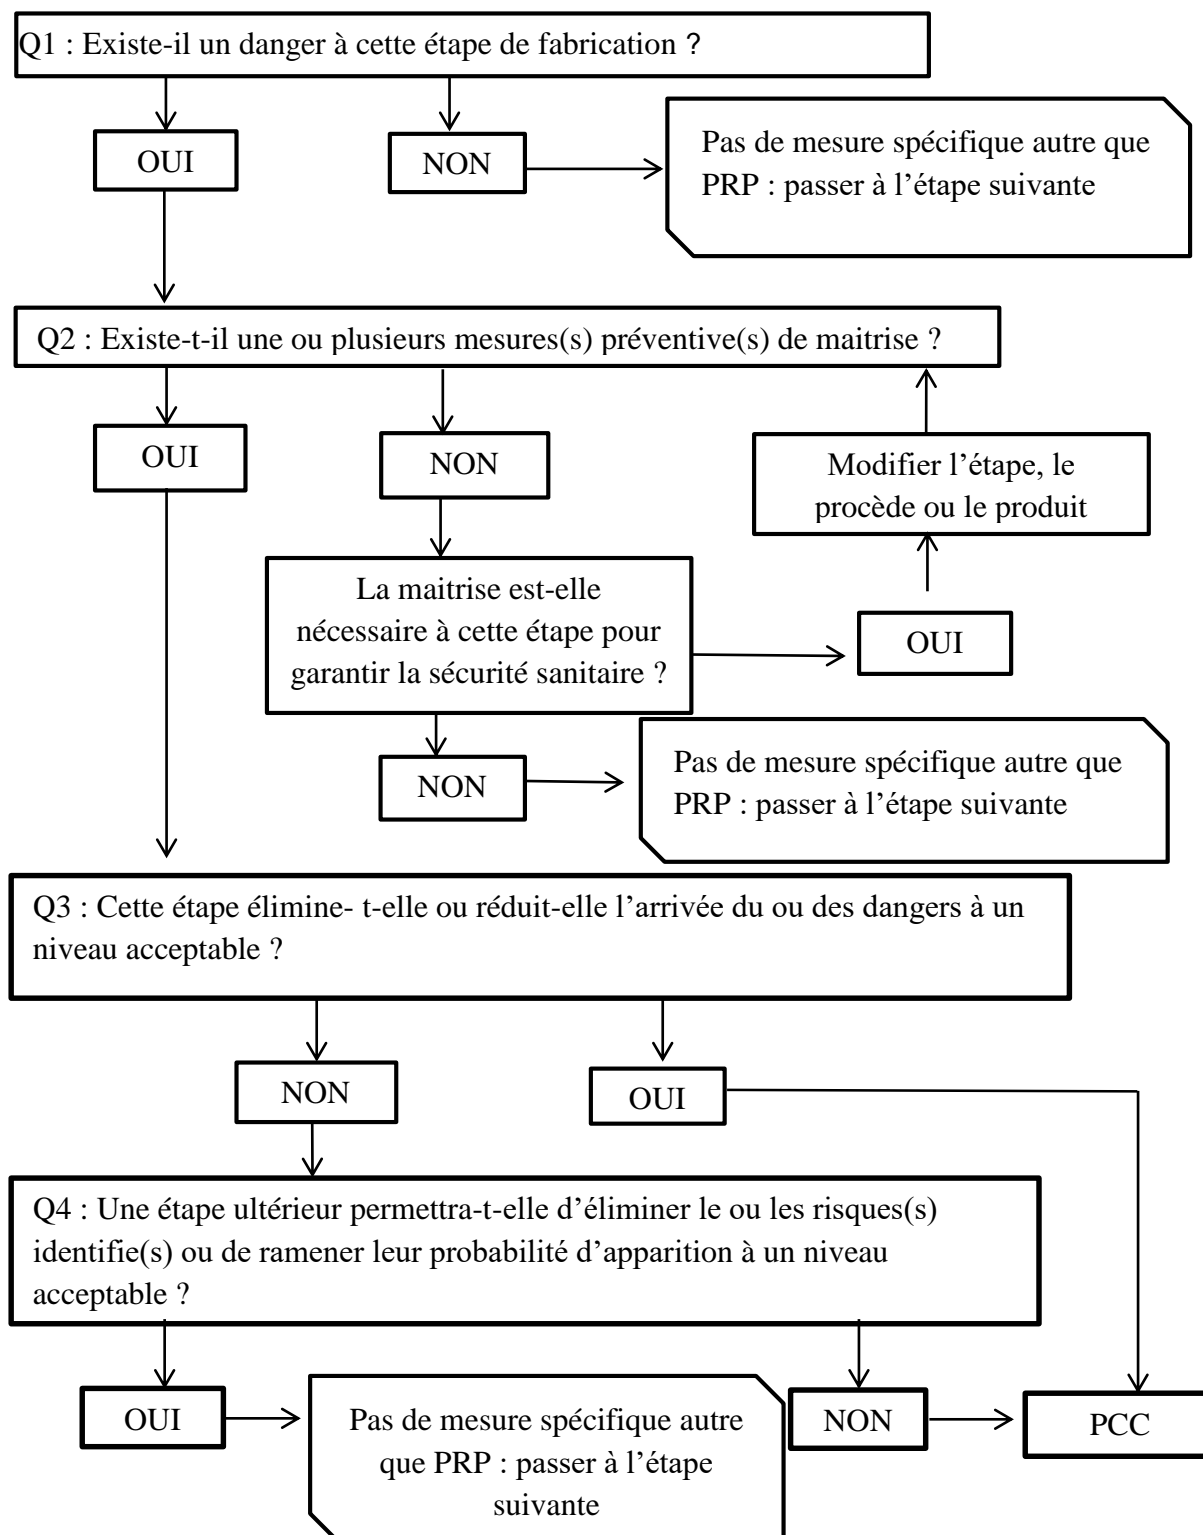 Q1 : Existe-il un danger à cette étape de fabrication ?
OUI
NON
Pas de mesure spécifique autre que
PRP : passer à l'étape suivante
Q2 : Existe-t-il une ou plusieurs mesures(s) préventive(s) de maitrise ?
OUI
NON
Modifier l'étape, le
procède ou le produit
La maitrise est-elle
nécessaire à cette étape pour
garantir la sécurité sanitaire ?
OUI
NON
Pas de mesure spécifique autre que
PRP : passer à l'étape suivante
Q3 : Cette étape élimine- t-elle ou réduit-elle l'arrivée du ou des dangers à un
niveau acceptable ?
NON
OUI
Q4 : Une étape ultérieur permettra-t-elle d'éliminer le ou les risques(s)
identifie(s) ou de ramener leur probabilité d'apparition à un niveau
acceptable ?
OUI
Pas de mesure spécifique autre
que PRP : passer à l'étape
suivante
NON
PCC